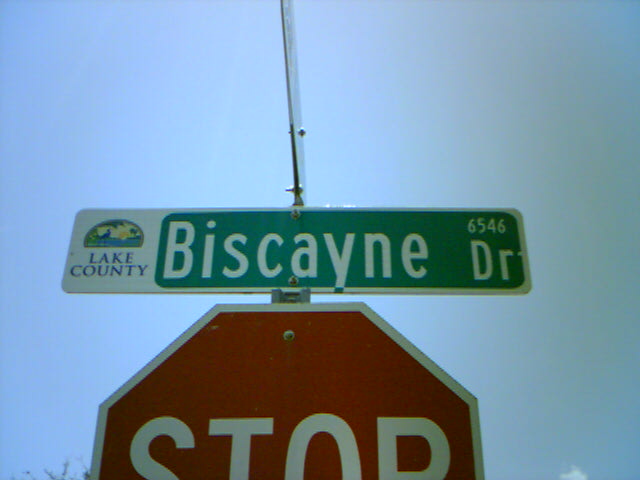 LAKE
COUNTY
Biscayne Dr
6546
STOP